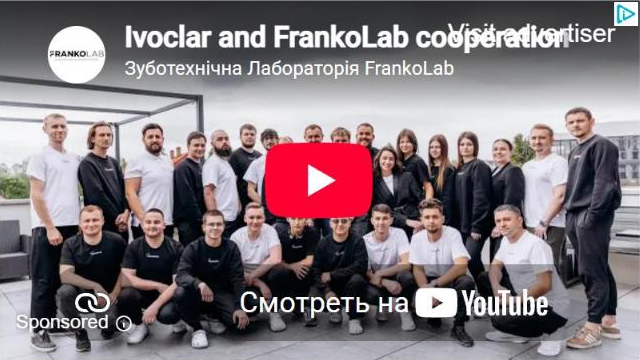 FRANKOLAB
Ivoclar and FrankoLab cooperation
Visit advertiser
Зуботехнічна Лабораторія FrankoLab
Смотреть на YouTube
Sponsored